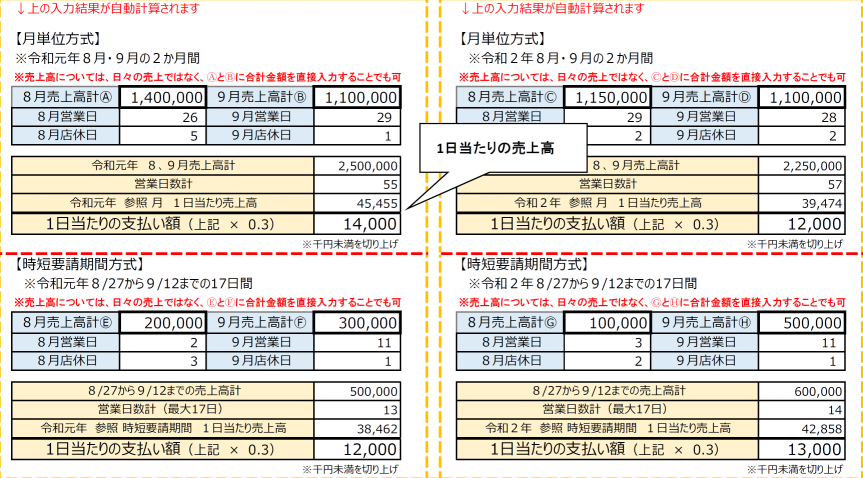 ↓上の入力結果が自動計算されます
【月単位方式】
※令和元年８月・９月の２か月間
※売上高については、日々の売上ではなく、ⒶとⒷに合計金額を直接入力することでも可
８月売上高計Ⓐ 1,400,000 ９月売上高計Ⓑ 1,100,000
８月営業日 26 ９月営業日 29
８月店休日 5 ９月店休日 1
令和元年 ８、９月売上高計 2,500,000
営業日数計 55
令和元年 参照 月 １日当たり売上高 45,455
1日当たりの支払い額（上記 × 0.3） 14,000
※千円未満を切り上げ
↓上の入力結果が自動計算されます
【月単位方式】
※令和２年８月・９月の２か月間
※売上高については、日々の売上ではなく、ⒸとⒹに合計金額を直接入力することでも可
８月売上高計Ⓒ 1,150,000 ９月売上高計Ⓓ 1,100,000
８月営業日 29 ９月営業日 28
2 ９月店休日 2
1日当たりの売上高
８、９月売上高計 2,250,000
営業日数計 57
令和２年 参照 月 １日当たり売上高 39,474
1日当たりの支払い額（上記 × 0.3） 12,000
※千円未満を切り上げ
【時短要請期間方式】
※令和元年８/27から９/12までの17日間
※売上高については、日々の売上ではなく、ⒺとⒻに合計金額を直接入力することでも可
８月売上高計Ⓔ 200,000 ９月売上高計Ⓕ 300,000
８月営業日 2 ９月営業日 11
８月店休日 3 ９月店休日 1
８/27から９/12までの売上高計 500,000
営業日数計（最大17日） 13
令和元年 参照 時短要請期間 １日当たり売上高 38,462
1日当たりの支払い額（上記 × 0.3） 12,000
※千円未満を切り上げ
【時短要請期間方式】
※令和２年８/27から９/12までの17日間
※売上高については、日々の売上ではなく、ⒼとⒽに合計金額を直接入力することでも可
８月売上高計Ⓖ 100,000 ９月売上高計Ⓗ 500,000
８月営業日 3 ９月営業日 11
８月店休日 2 ９月店休日 1
８/27から９/12までの売上高計 600,000
営業日数計（最大17日） 14
令和２年 参照 時短要請期間 １日当たり売上高 42,858
1日当たりの支払い額（上記 × 0.3） 13,000
※千円未満を切り上げ